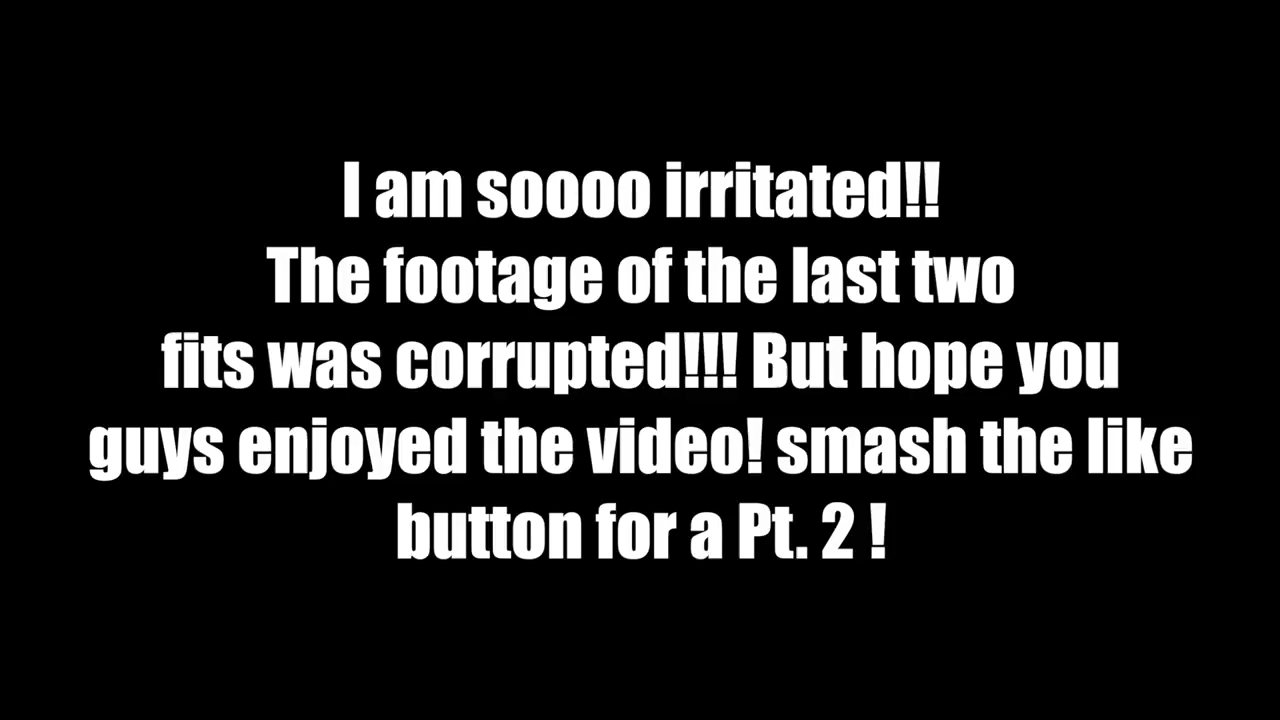 I am soooo irritated!!
The footage of the last two
fits was corrupted!!! But hope you
guys enjoyed the video! smash the like
button for a Pt. 2 !